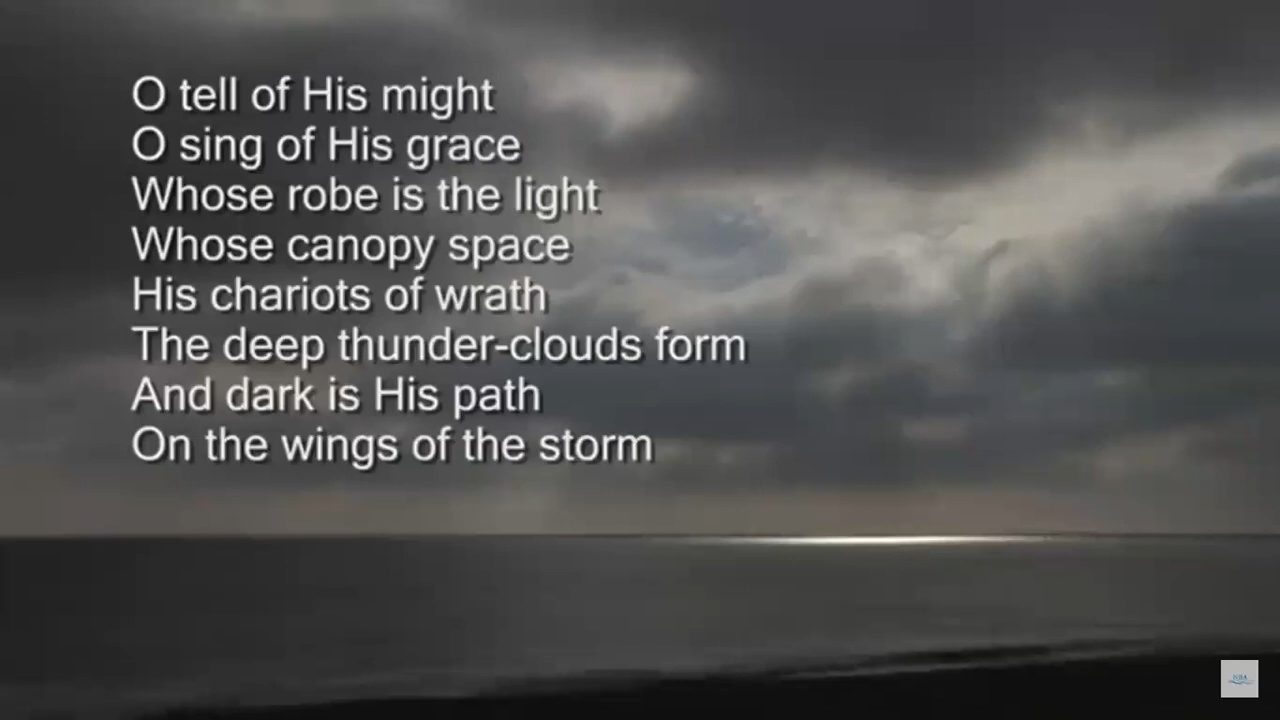 O tell of His might
O sing of His grace
Whose robe is the light
Whose canopy space
His chariots of wrath
The deep thunder-clouds form
And dark is His path
On the wings of the storm